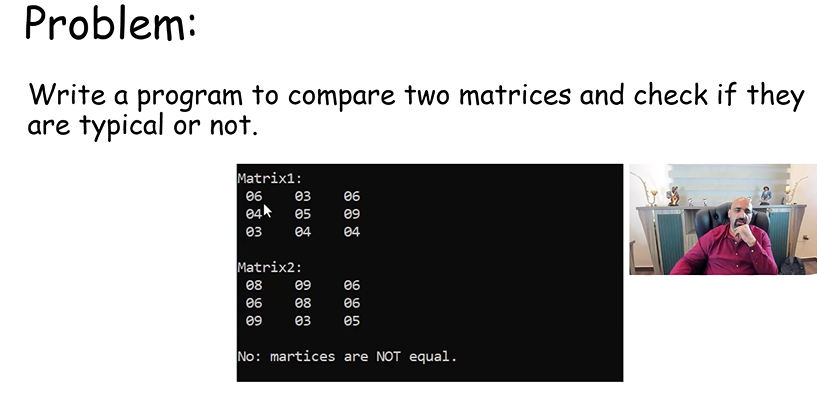 Problem:
Write a program to compare two matrices and check if they
are typical or not.
Matrix1:
06 03 06
04 05 09
03 04 04
Matrix2:
08 09 06
06 08 06
09 03 05
No: martices are NOT equal.